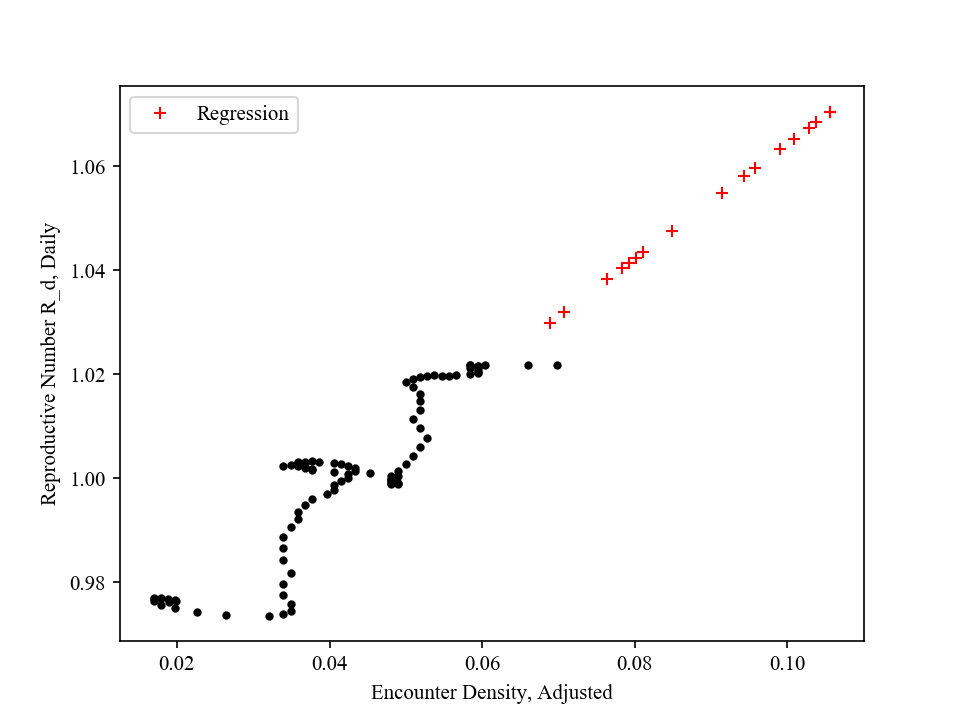 Regression
1.06
1.04
1.02
1.00
0.98
Reproductive Number R_d, Daily
0.02 0.04 0.06 0.08 0.10
Encounter Density, Adjusted